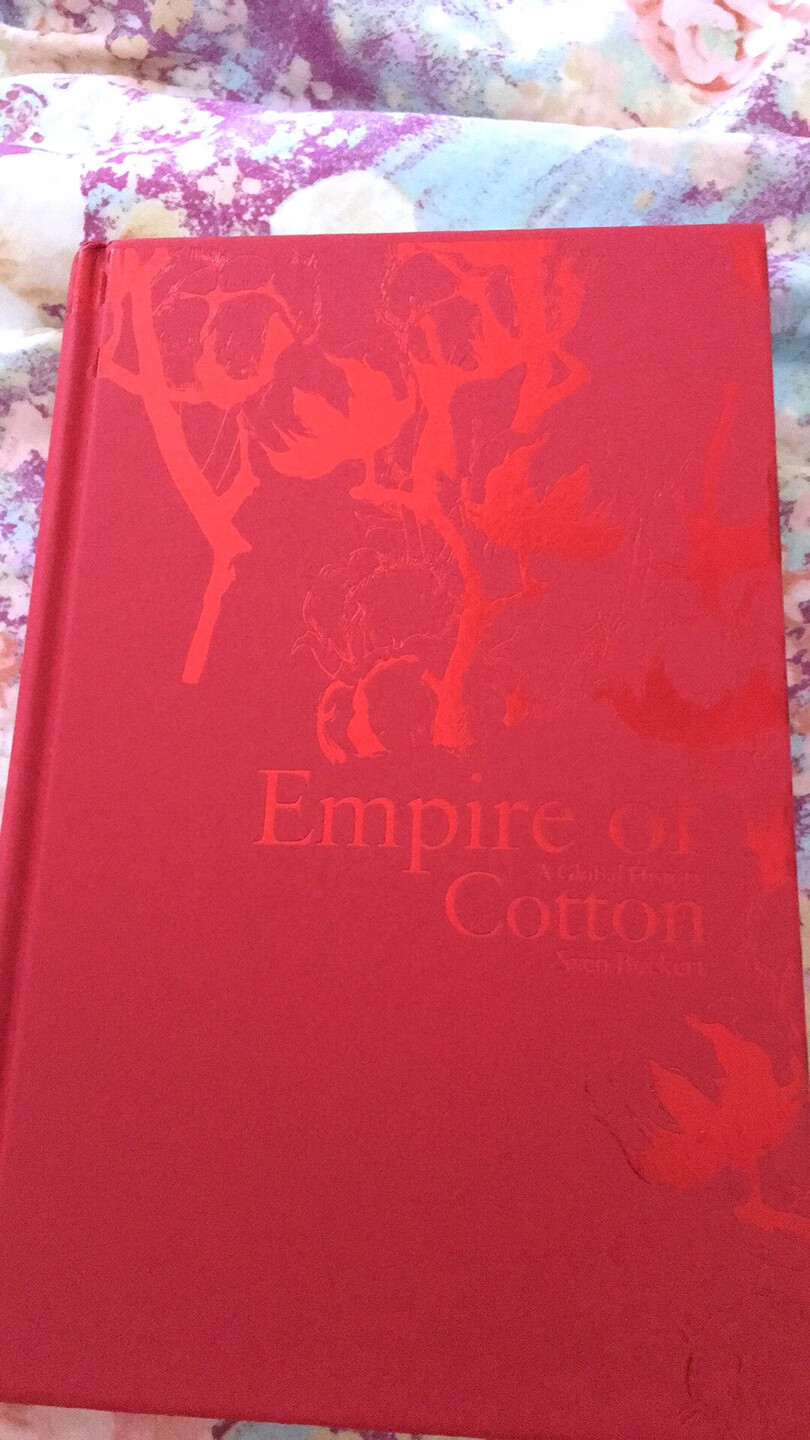 Empire of
A Global History
Cotton
Sven Beckert